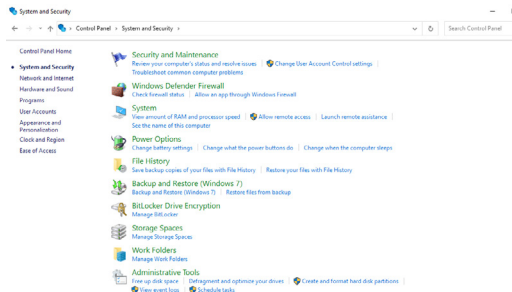 System and Security
Control Panel › System and Security ›
Search Control Panel
Control Panel Home
System and Security
Network and Internet
Hardware and Sound
Programs
User Accounts
Appearance and
Personalization
Clock and Region
Ease of Access
Security and Maintenance
Review your computer's status and resolve issues | Change User Account Control settings |
Troubleshoot common computer problems
Windows Defender Firewall
Check firewall status | Allow an app through Windows Firewall
System
View amount of RAM and processor speed | Allow remote access | Launch remote assistance |
See the name of this computer
Power Options
Change battery settings | Change what the power buttons do | Change when the computer sleeps
File History
Save backup copies of your files with File History | Restore your files with File History
Backup and Restore (Windows 7)
Backup and Restore (Windows 7) | Restore files from backup
BitLocker Drive Encryption
Manage BitLocker
Storage Spaces
Manage Storage Spaces
Work Folders
Manage Work Folders
Administrative Tools
Free up disk space | Defragment and optimize your drives | Create and format hard disk partitions |
View event logs | Schedule tasks